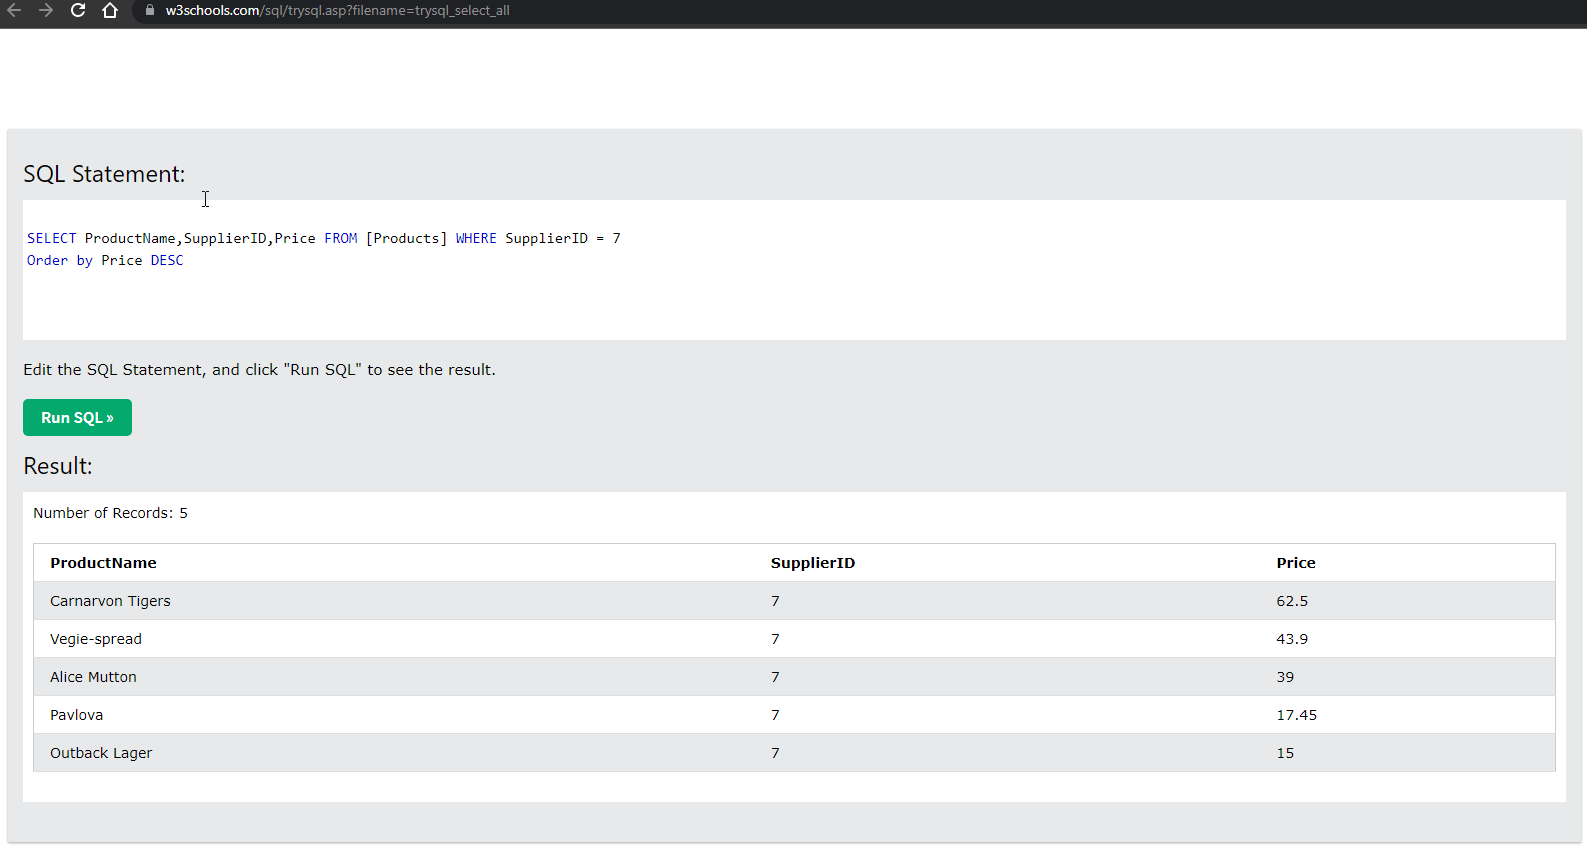 w3schools.com/sql/trysql.asp?filename=trysql_select_all
SQL Statement:
SELECT ProductName,SupplierID,Price FROM [Products] WHERE SupplierID = 7
Order by Price DESC
Edit the SQL Statement, and click "Run SQL" to see the result.
Run SQL »
Result:
Number of Records: 5
ProductName SupplierID Price
Carnarvon Tigers 7 62.5
Vegie-spread 7 43.9
Alice Mutton 7 39
Pavlova 7 17.45
Outback Lager 7 15